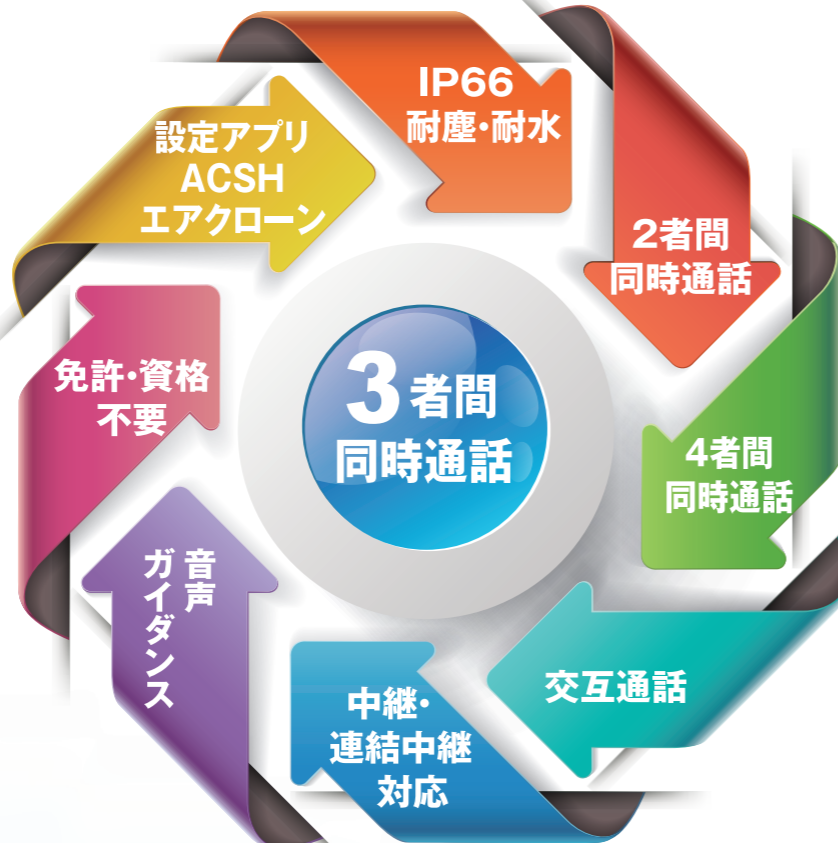 IP66
耐塵・耐水
2者間
同時通話
4者間
同時通話
交互通話
中継・
連結中継
対応
音声
ガイダンス
免許・資格
不要
設定アプリ
ACSH
エアクローン
3者間
同時通話